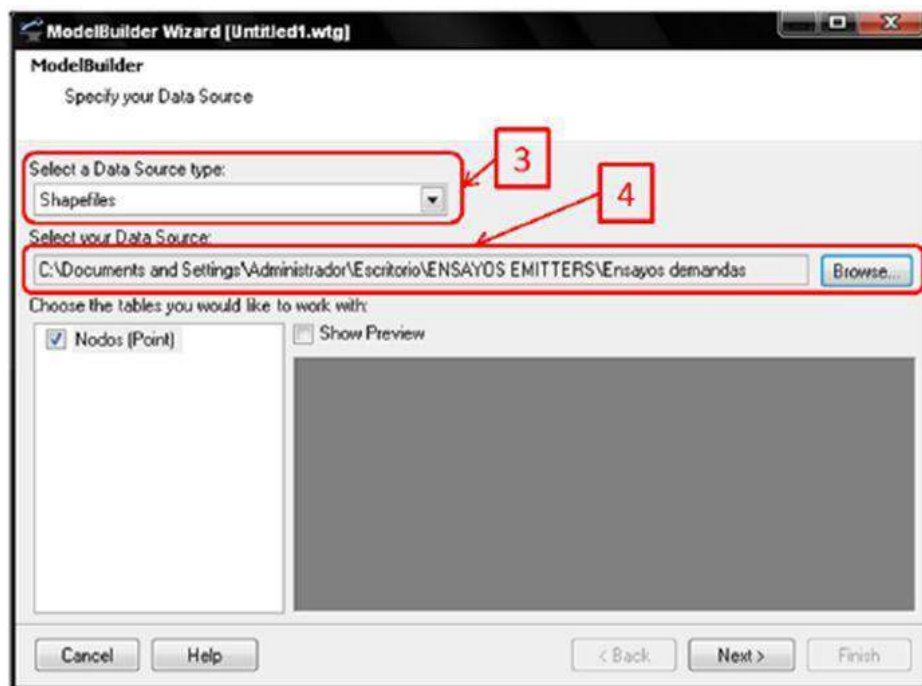 ModelBuilder Wizard [Untitled1.wtg]
ModelBuilder
Specify your Data Source
3
Select a Data Source type:
Shapefiles
4
Select your Data Source:
C:\Documents and Settings\Administrador\Escritorio\ENSAYOS EMITTERS\Ensayos demandas
Browse...
Choose the tables you would like to work with:
Nodos (Point)
Show Preview
Cancel
Help
< Back
Next >
Finish